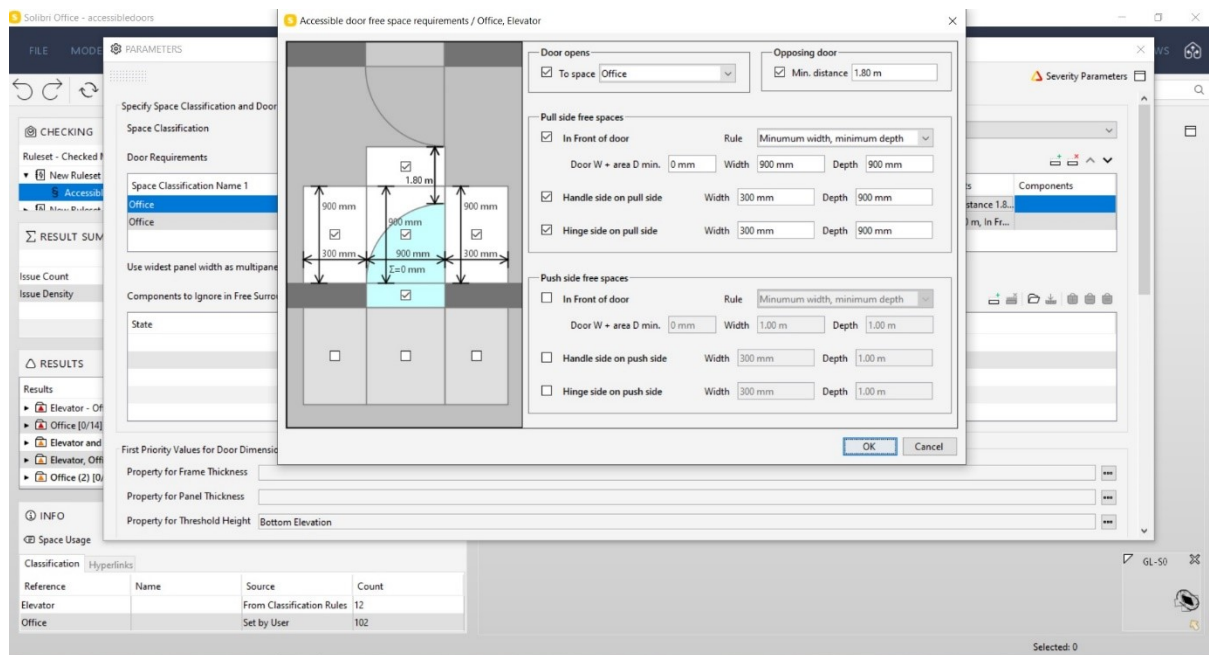 Solibri Office - accessibledoors
Accessible door free space requirements / Office, Elevator
FILE MODE WS
PARAMETERS
Severity Parameters
Specify Space Classification and Door
CHECKING
Space Classification
Ruleset - Checked
Door Requirements
New Ruleset
Accessibl
Space Classification Name 1
Components
Office
stance 1.8...
Office
m, In Fr...
RESULT SUM
Use widest panel width as multipane
Issue Count
Issue Density
Components to Ignore in Free Surrou
State
RESULTS
Results
Elevator - Off
Office [0/14]
Elevator and
Elevator, Offi
Office (2) [0/
First Priority Values for Door Dimensio
Property for Frame Thickness
Property for Panel Thickness
Property for Threshold Height Bottom Elevation
INFO
Space Usage
Classification Hyperlinks
Reference Name Source Count
Elevator From Classification Rules 12
Office Set by User 102
GL-S0
Selected: 0
1.80 m
900 mm 900 mm 900 mm
300 mm 900 mm 300 mm
Σ=0 mm
Door opens
To space Office
Opposing door
Min. distance 1.80 m
Pull side free spaces
In Front of door Rule Minumum width, minimum depth
Door W + area D min. 0 mm Width 900 mm Depth 900 mm
Handle side on pull side Width 300 mm Depth 900 mm
Hinge side on pull side Width 300 mm Depth 900 mm
Push side free spaces
In Front of door Rule Minumum width, minimum depth
Door W + area D min. 0 mm Width 1.00 m Depth 1.00 m
Handle side on push side Width 300 mm Depth 1.00 m
Hinge side on push side Width 300 mm Depth 1.00 m
OK Cancel